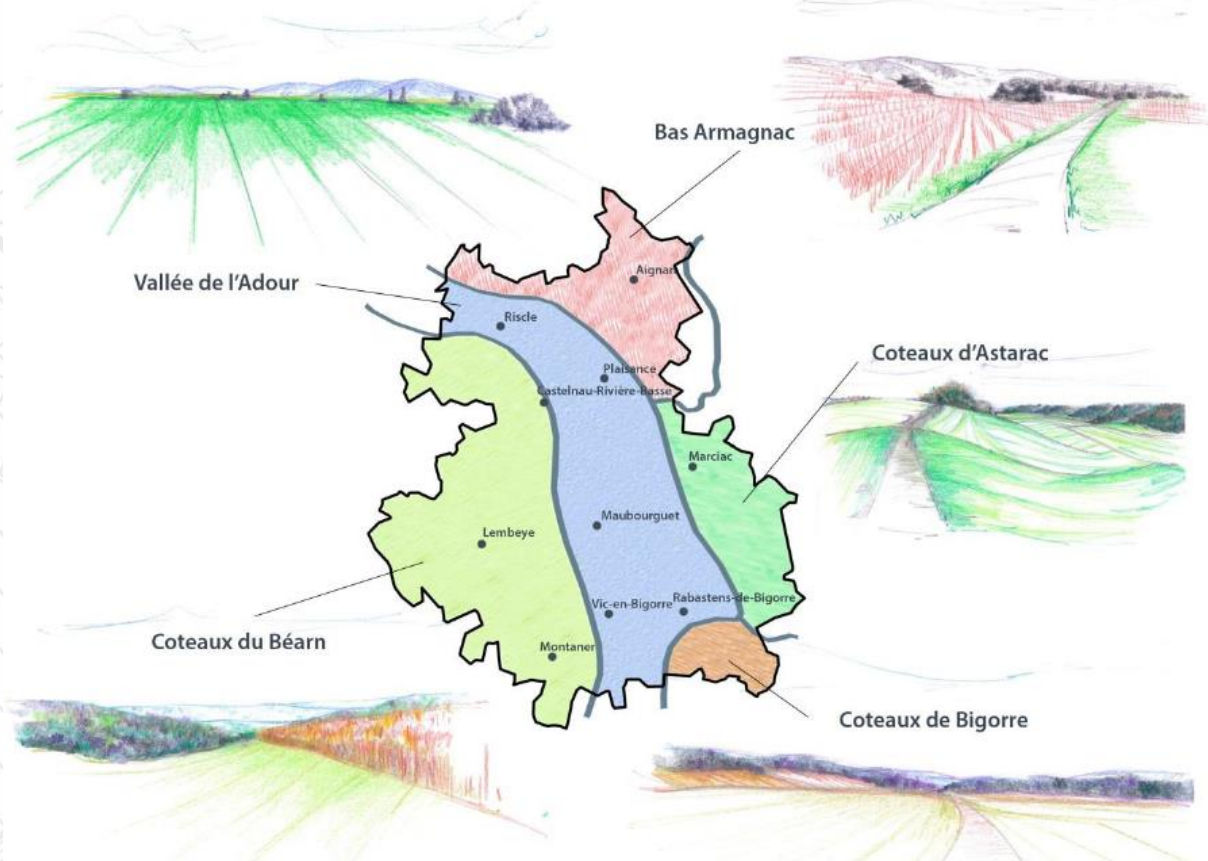 Bas Armagnac
Aignan
Vallée de l'Adour
Riscle
Coteaux d'Astarac
Plaisance
Castelnau-Rivière-Basse
Marciac
Maubourguet
Lembeye
Vic-en-Bigorre
Rabastens-de-Bigorre
Coteaux du Béarn
Montaner
Coteaux de Bigorre